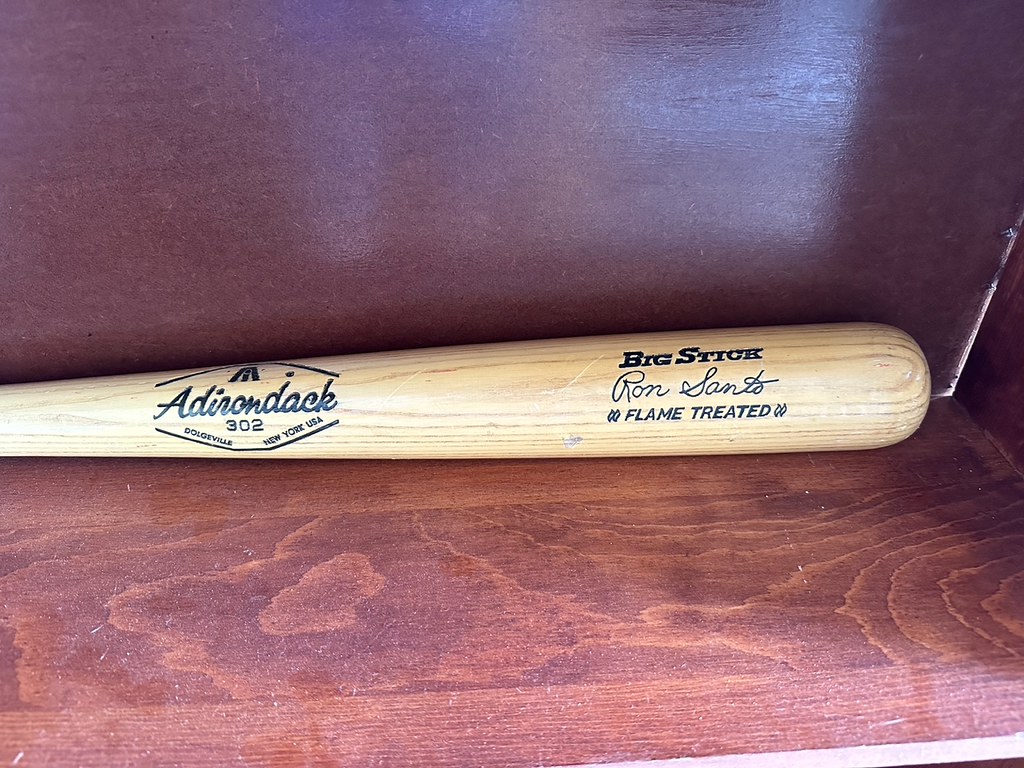 Adirondack
302
DOLGEVILLE NEW YORK USA
BIG STICK
Ron Santo
FLAME TREATED